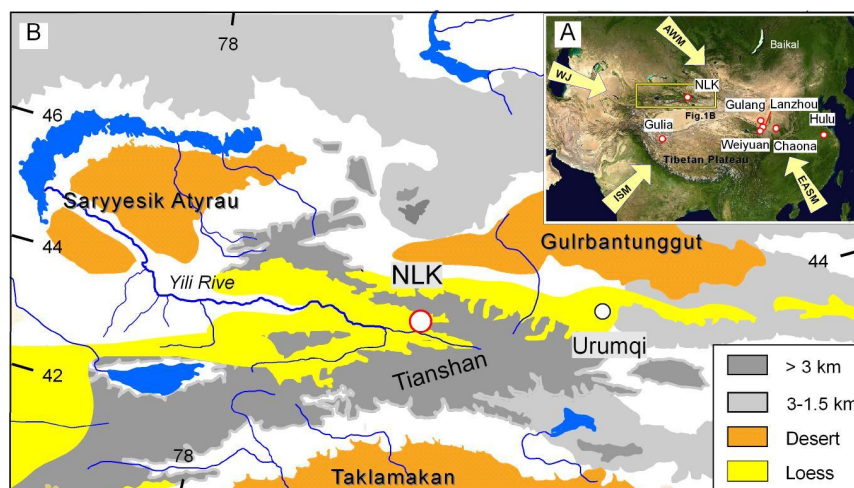 B
78
46
44
42
78
44
Saryyesik Atyrau
Yili Rive
NLK
Gulrbantunggut
Urumqi
Tianshan
Taklamakan
> 3 km
3-1.5 km
Desert
Loess
A
AWM
Baikal
WJ
NLK
Fig.1B
Gulang
Lanzhou
Hulu
Gulia
Weiyuan
Chaona
Tibetan Plateau
ISM
EASM